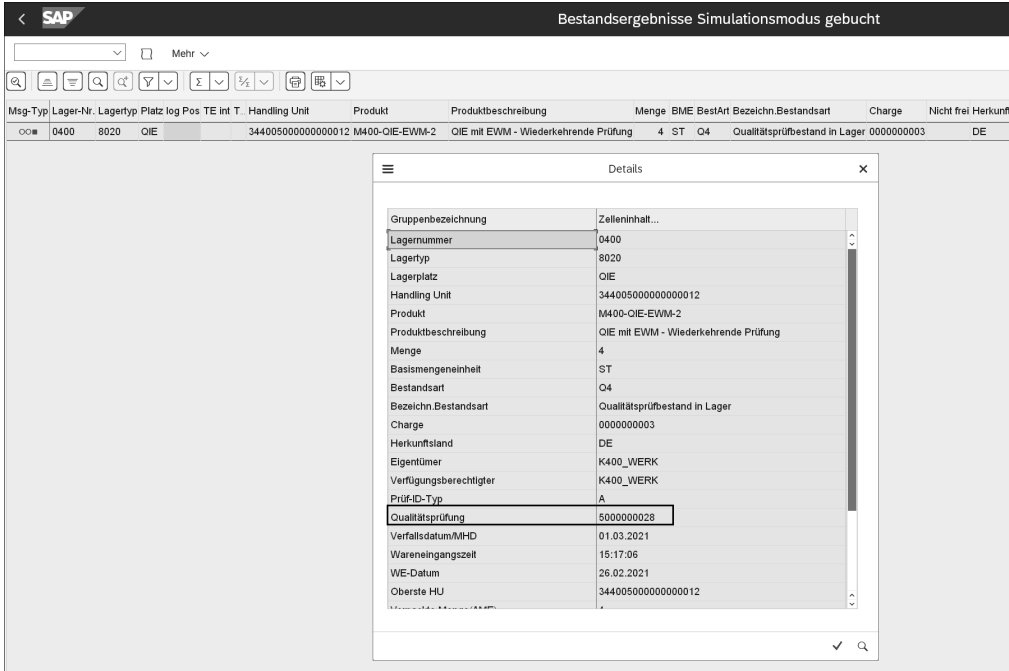 SAP Bestandsergebnisse Simulationsmodus gebucht
Mehr
Msg-Typ Lager-Nr. Lagertyp Platz log Pos TE int T.. Handling Unit Produkt Produktbeschreibung Menge BME BestArt Bezeichn.Bestandsart Charge Nicht frei Herkunft
0400 8020 QIE 344005000000000012 M400-QIE-EWM-2 QIE mit EWM - Wiederkehrende Prüfung 4 ST Q4 Qualitätsprüfbestand in Lager 0000000003 DE
Details
Gruppenbezeichnung Zelleninhalt...
Lagernummer 0400
Lagertyp 8020
Lagerplatz QIE
Handling Unit 344005000000000012
Produkt M400-QIE-EWM-2
Produktbeschreibung QIE mit EWM - Wiederkehrende Prüfung
Menge 4
Basismengeneinheit ST
Bestandsart Q4
Bezeichn.Bestandsart Qualitätsprüfbestand in Lager
Charge 0000000003
Herkunftsland DE
Eigentümer K400_WERK
Verfügungsberechtigter K400_WERK
Prüf-ID-Typ A
Qualitätsprüfung 5000000028
Verfallsdatum/MHD 01.03.2021
Wareneingangszeit 15:17:06
WE-Datum 26.02.2021
Oberste HU 344005000000000012